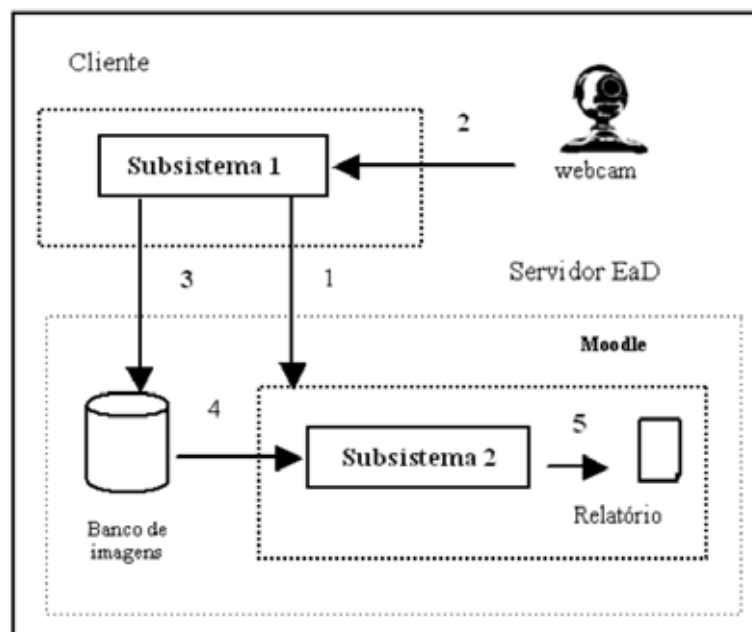 Cliente
2
Subsistema 1
webcam
3
1
Servidor EaD
Moodle
4
5
Subsistema 2
Relatório
Banco de
imagens